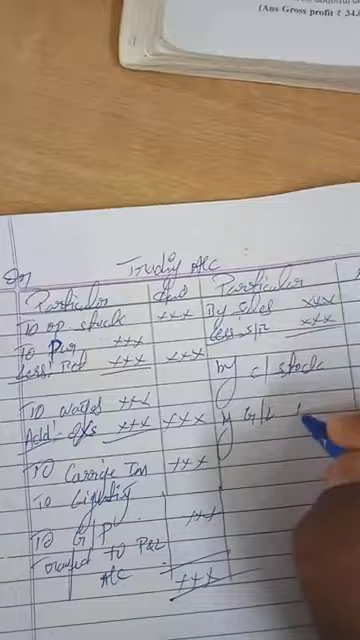 (Ans Gross profit ₹ 34,
Dr
Trading A/C
Particular Amt Particular
To op stock xxx By Sales xxx
To Pur xxx less S/R xxx
Less: Ret xxx xxx
by c/ stock
To wages xxx
Add: O/s xxx xxx by G/L
To Carrige Inw xxx
To Lighting
To G/P xxx
Transfd to P&L
A/C xxx